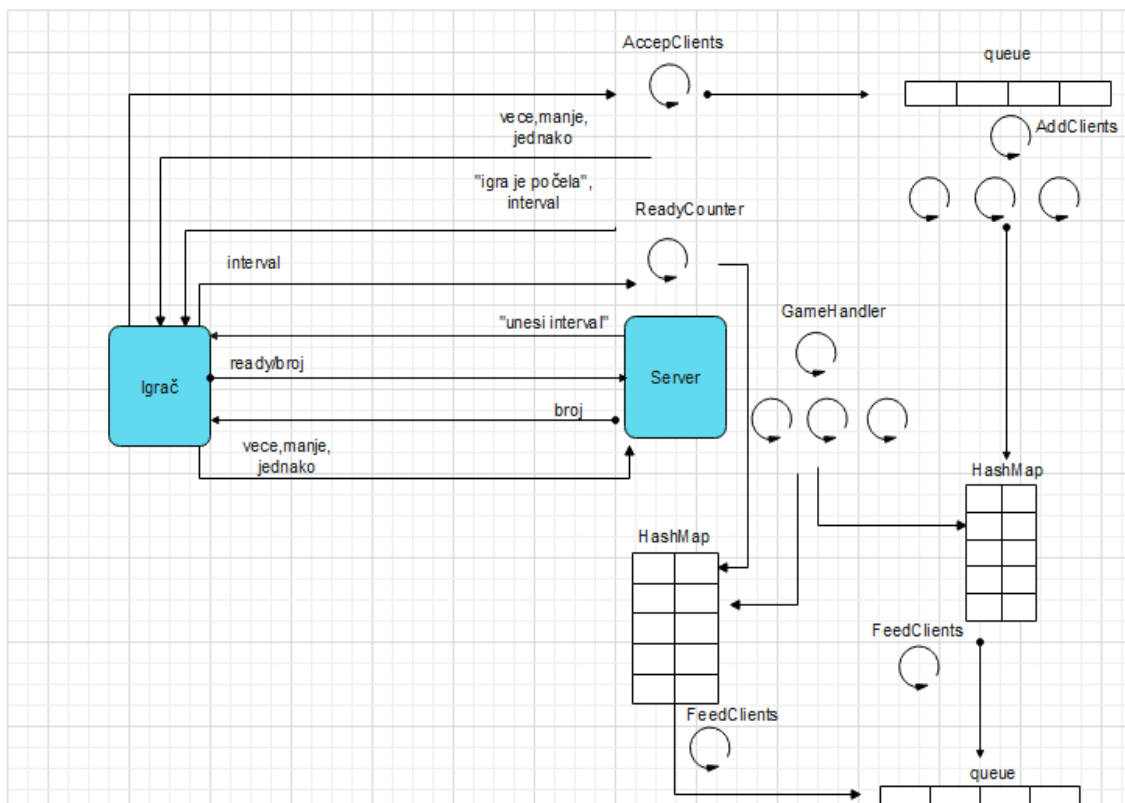 AccepClients
queue
vece,manje,
jednako
AddClients
"igra je počela",
interval
ReadyCounter
interval
GameHandler
"unesi interval"
ready/broj
Igrač
Server
broj
vece,manje,
jednako
HashMap
HashMap
FeedClients
FeedClients
queue